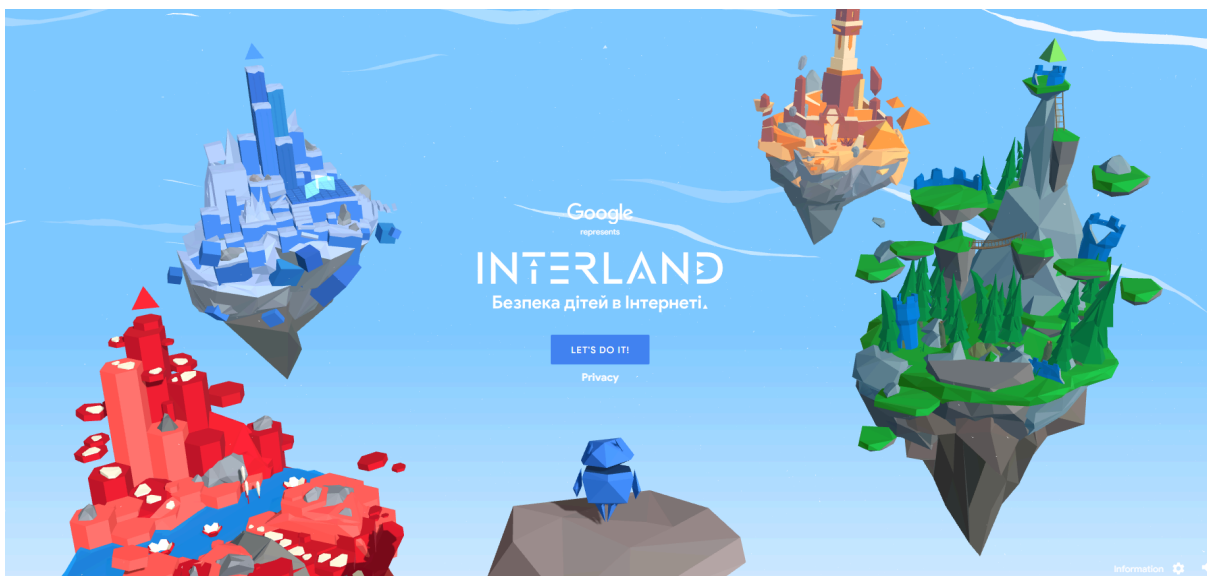 Google
represents
INTERLAND
Безпека дітей в Інтернеті.
LET'S DO IT!
Privacy
Information